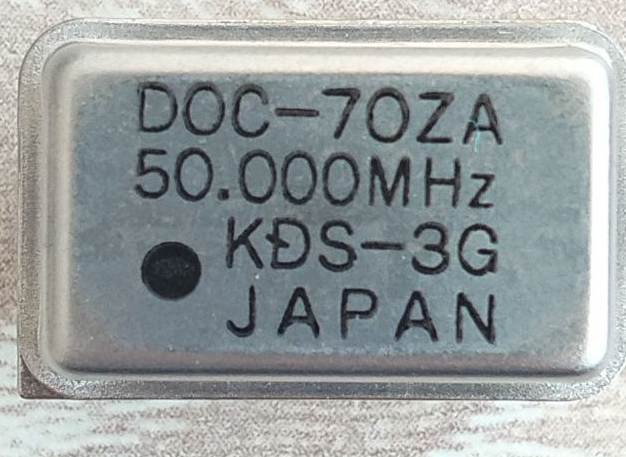 DOC-70ZA
50.000MHz
KDS-3G
JAPAN